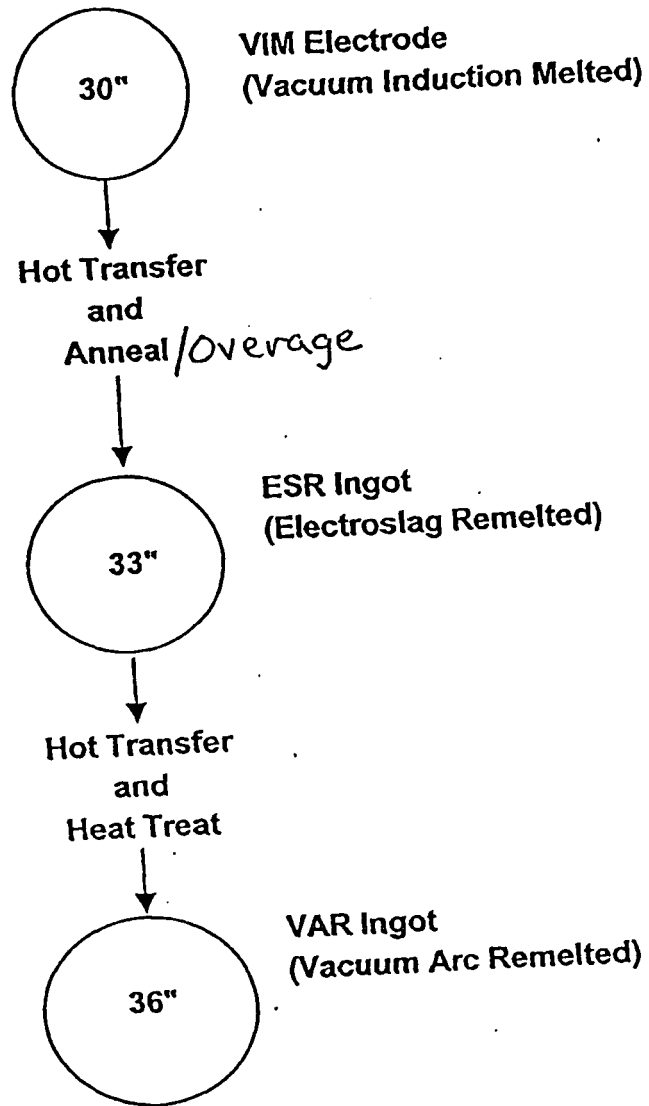 30"
VIM Electrode
(Vacuum Induction Melted)
Hot Transfer
and
Anneal/Overage
33"
ESR Ingot
(Electroslag Remelted)
Hot Transfer
and
Heat Treat
36"
VAR Ingot
(Vacuum Arc Remelted)